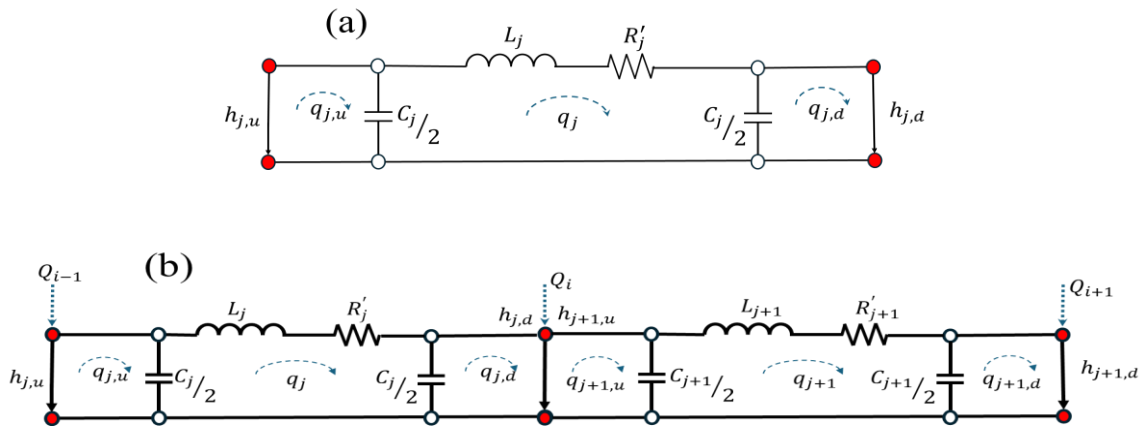 (a)
L_j R'_j
h_{j,u} q_{j,u} C_j/2 q_j C_j/2 q_{j,d} h_{j,d}
(b)
Q_{i-1} Q_i Q_{i+1}
L_j R'_j h_{j,d} h_{j+1,u} L_{j+1} R'_{j+1}
h_{j,u} q_{j,u} C_j/2 q_j C_j/2 q_{j,d} q_{j+1,u} C_{j+1}/2 q_{j+1} C_{j+1}/2 q_{j+1,d} h_{j+1,d}